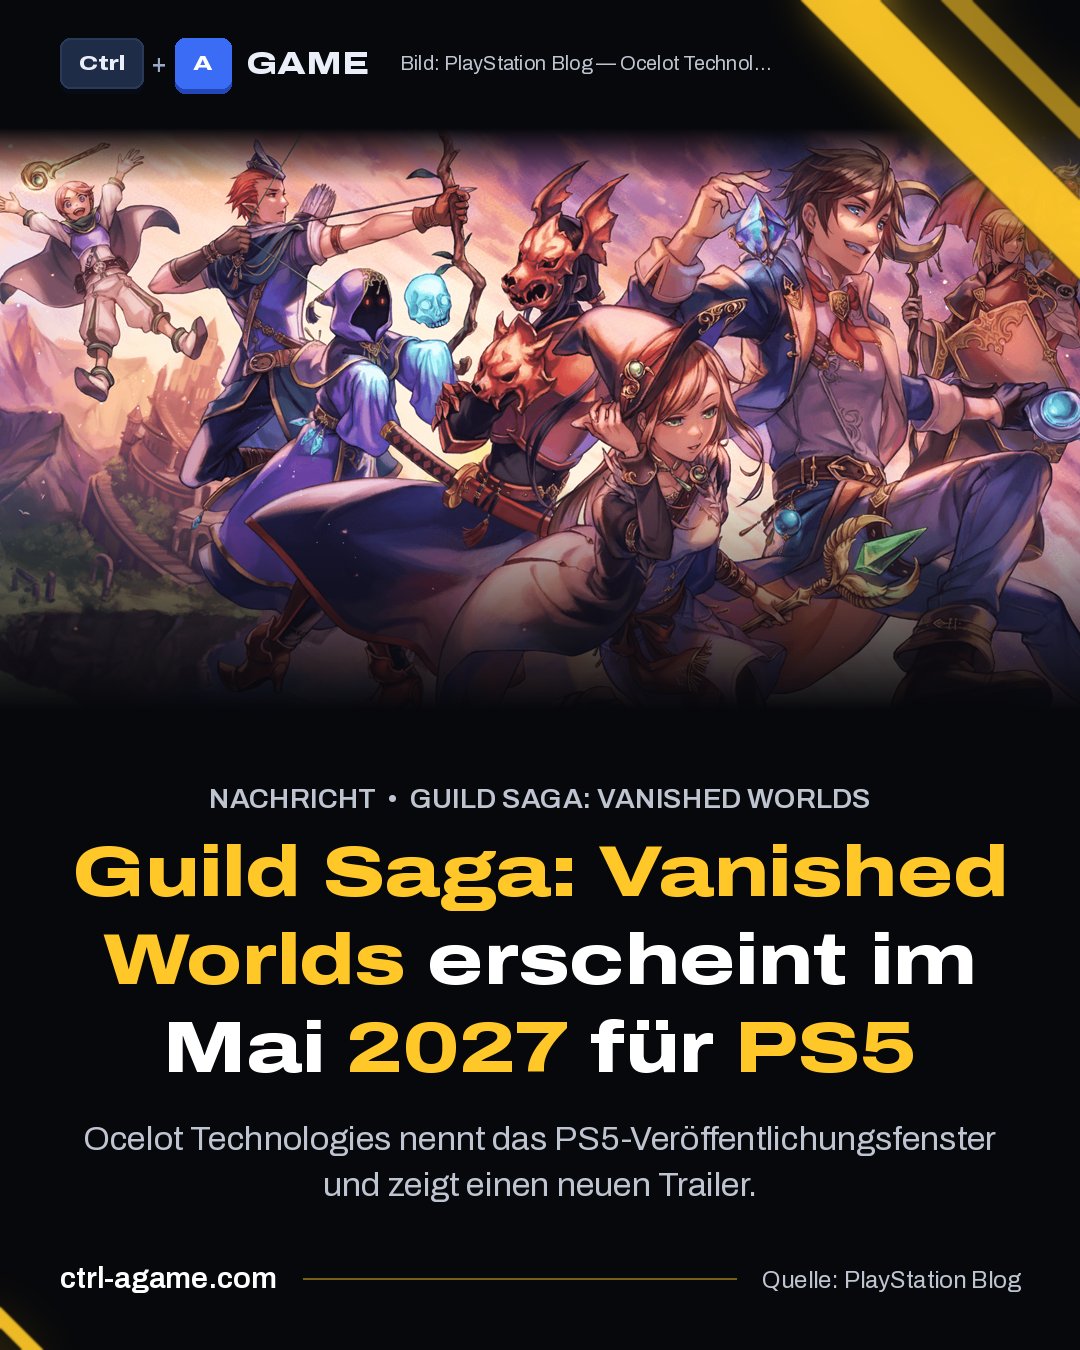 Ctrl + A GAME Bild: PlayStation Blog — Ocelot Technol…
NACHRICHT • GUILD SAGA: VANISHED WORLDS
Guild Saga: Vanished
Worlds erscheint im
Mai 2027 für PS5
Ocelot Technologies nennt das PS5-Veröffentlichungsfenster
und zeigt einen neuen Trailer.
ctrl-agame.com Quelle: PlayStation Blog